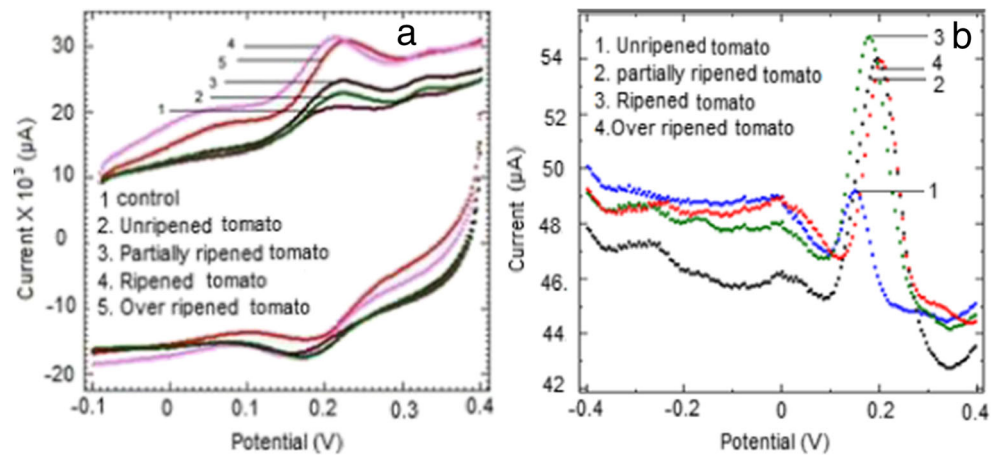 a
30
20
10
0
-10
-20
Current X 10³ (µA)
4
5
3
2
1
1 control
2. Unripened tomato
3. Partially ripened tomato
4. Ripened tomato
5. Over ripened tomato
-0.1
0
0.1
0.2
0.3
0.4
Potential (V)
b
54
52
50
48
46.
44
42
Current (µA)
1. Unripened tomato
2. partially ripened tomato
3. Ripened tomato
4.Over ripened tomato
3
4
2
1
-0.4
-0.2
0
0.2
0.4
Potential (V)